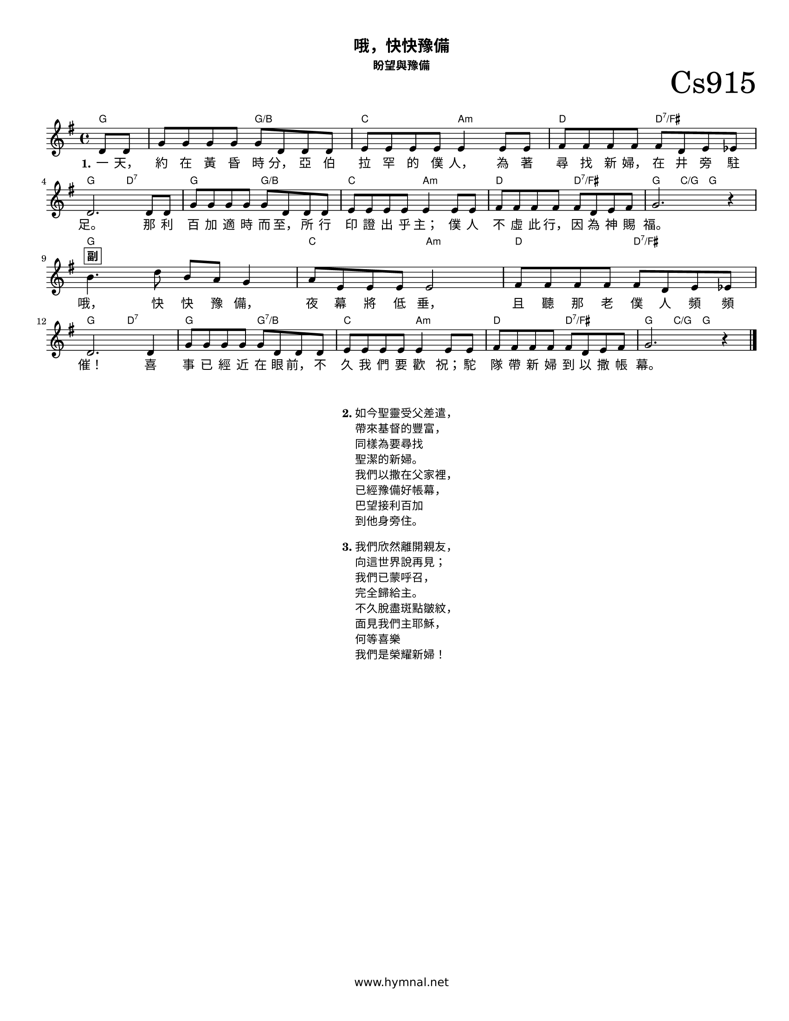 哦，快快豫備
盼望與豫備
Cs915
G G/B C Am D D7/F♯
1. 一 天， 約 在 黃 昏 時 分， 亞 伯 拉 罕 的 僕 人， 為 著 尋 找 新 婦， 在 井 旁 駐
4 G D7 G G/B C Am D D7/F♯ G C/G G
足。 那 利 百 加 適 時 而 至， 所 行 印 證 出 乎 主； 僕 人 不 虛 此 行， 因 為 神 賜 福。
G C Am D D7/F♯
9 副
哦， 快 快 豫 備， 夜 幕 將 低 垂， 且 聽 那 老 僕 人 頻 頻
12 G D7 G G7/B C Am D D7/F♯ G C/G G
催！ 喜 事 已 經 近 在 眼 前， 不 久 我 們 要 歡 祝； 駝 隊 帶 新 婦 到 以 撒 帳 幕。
2. 如今聖靈受父差遣，
帶來基督的豐富，
同樣為要尋找
聖潔的新婦。
我們以撒在父家裡，
已經豫備好帳幕，
巴望接利百加
到他身旁住。
3. 我們欣然離開親友，
向這世界說再見；
我們已蒙呼召，
完全歸給主。
不久脫盡斑點皺紋，
面見我們主耶穌，
何等喜樂
我們是榮耀新婦！
www.hymnal.net